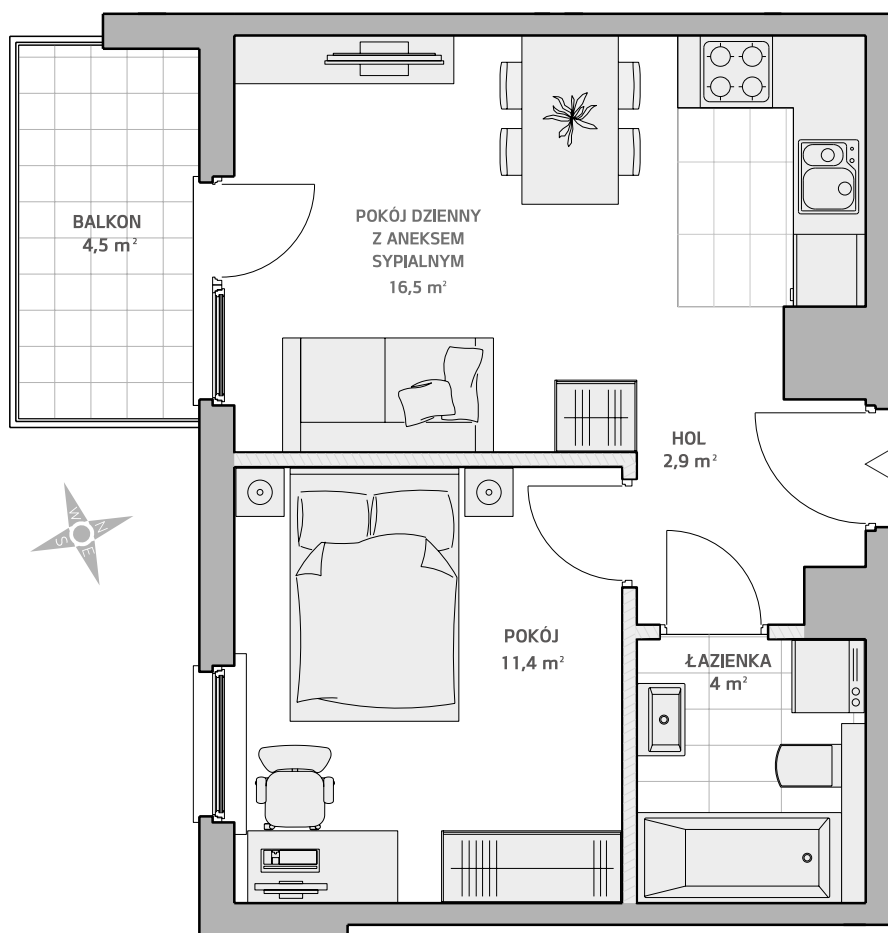 BALKON
4,5 m²
POKÓJ DZIENNY
Z ANEKSEM
SYPIALNYM
16,5 m²
HOL
2,9 m²
N
W
E
S
POKÓJ
11,4 m²
ŁAZIENKA
4 m²